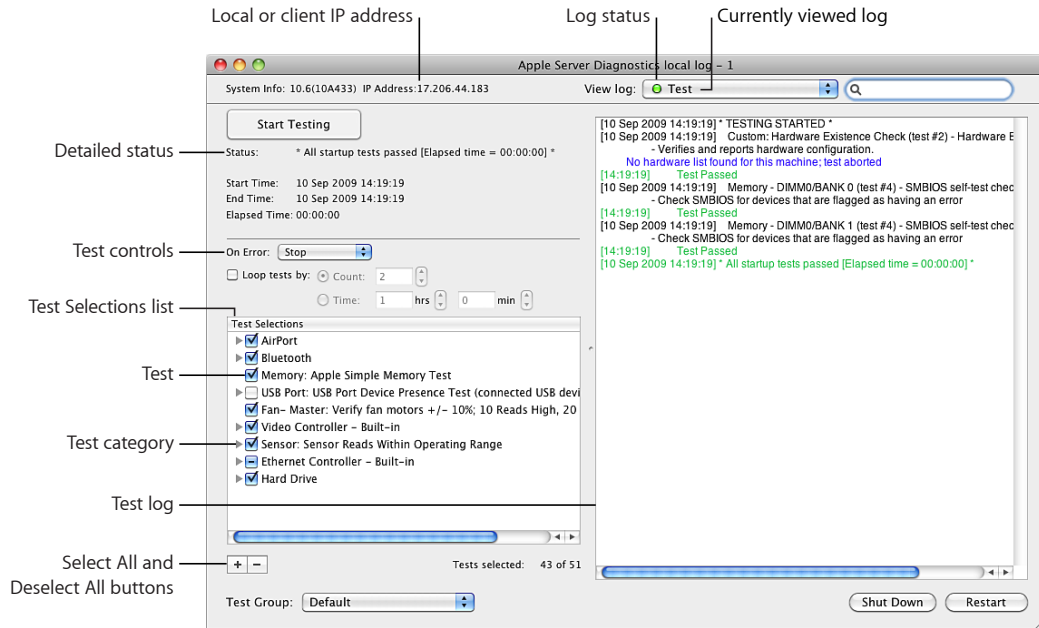 Local or client IP address
Log status
Currently viewed log
Apple Server Diagnostics local log – 1
System Info: 10.6(10A433) IP Address:17.206.44.183
View log: Test
Start Testing
Detailed status
Status: * All startup tests passed [Elapsed time = 00:00:00] *
Start Time: 10 Sep 2009 14:19:19
End Time: 10 Sep 2009 14:19:19
Elapsed Time: 00:00:00
Test controls
On Error: Stop
Loop tests by: Count: 2
Time: 1 hrs 0 min
Test Selections list
Test Selections
AirPort
Bluetooth
Test
Memory: Apple Simple Memory Test
USB Port: USB Port Device Presence Test (connected USB devi
Fan- Master: Verify fan motors +/- 10%; 10 Reads High, 20
Video Controller – Built-in
Test category
Sensor: Sensor Reads Within Operating Range
Ethernet Controller – Built-in
Hard Drive
Test log
Select All and
Deselect All buttons
+ −
Tests selected: 43 of 51
Test Group: Default
[10 Sep 2009 14:19:19] * TESTING STARTED *
[10 Sep 2009 14:19:19] Custom: Hardware Existence Check (test #2) - Hardware E
- Verifies and reports hardware configuration.
No hardware list found for this machine; test aborted
[14:19:19] Test Passed
[10 Sep 2009 14:19:19] Memory - DIMM0/BANK 0 (test #4) - SMBIOS self-test chec
- Check SMBIOS for devices that are flagged as having an error
[14:19:19] Test Passed
[10 Sep 2009 14:19:19] Memory - DIMM0/BANK 1 (test #4) - SMBIOS self-test chec
- Check SMBIOS for devices that are flagged as having an error
[14:19:19] Test Passed
[10 Sep 2009 14:19:19] * All startup tests passed [Elapsed time = 00:00:00] *
Shut Down
Restart